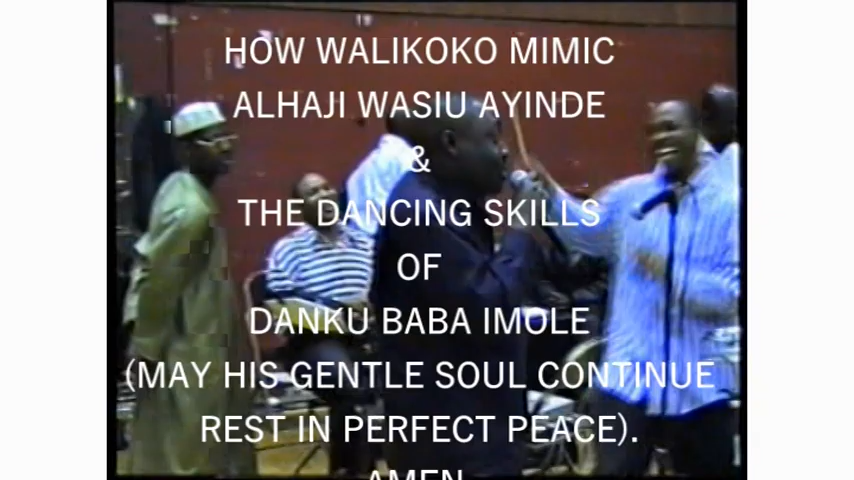 HOW WALIKOKO MIMIC
ALHAJI WASIU AYINDE
&
THE DANCING SKILLS
OF
DANKU BABA IMOLE
(MAY HIS GENTLE SOUL CONTINUE
REST IN PERFECT PEACE).
AMEN